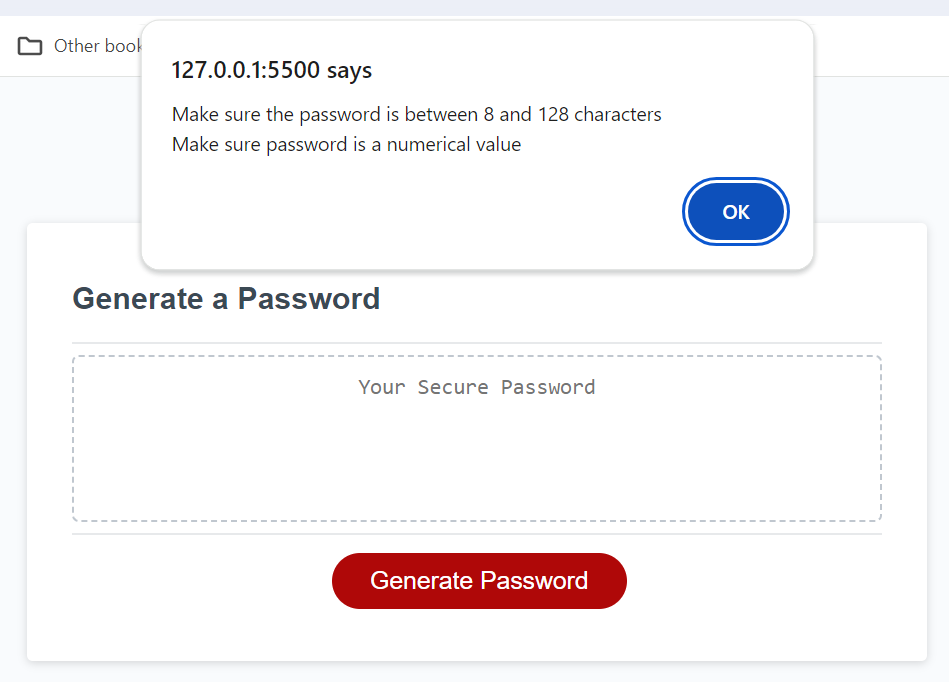 Other book
127.0.0.1:5500 says
Make sure the password is between 8 and 128 characters
Make sure password is a numerical value
OK
Generate a Password
Your Secure Password
Generate Password